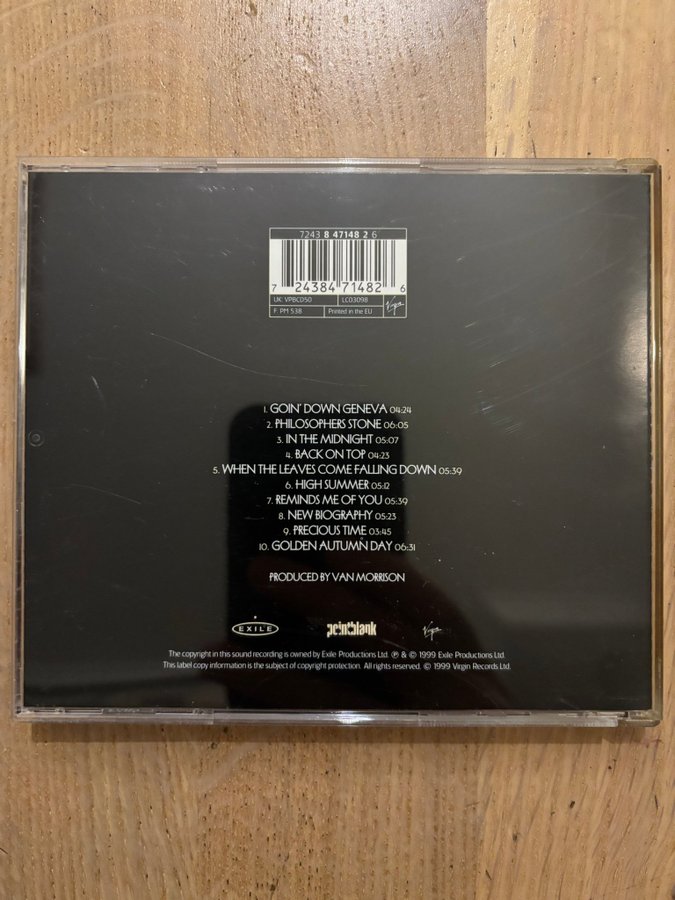 7243 8 47148 2 6
7 24384 71482 6
UK: VPBCD50 LC03098 Virgin
F: PM 538 Printed in the EU
1. GOIN' DOWN GENEVA 04:24
2. PHILOSOPHERS STONE 06:05
3. IN THE MIDNIGHT 05:07
4. BACK ON TOP 04:23
5. WHEN THE LEAVES COME FALLING DOWN 05:39
6. HIGH SUMMER 05:12
7. REMINDS ME OF YOU 05:39
8. NEW BIOGRAPHY 05:23
9. PRECIOUS TIME 03:45
10. GOLDEN AUTUMN DAY 06:31
PRODUCED BY VAN MORRISON
EXILE pointblank Virgin
The copyright in this sound recording is owned by Exile Productions Ltd. ℗ & © 1999 Exile Productions Ltd.
This label copy information is the subject of copyright protection. All rights reserved. © 1999 Virgin Records Ltd.